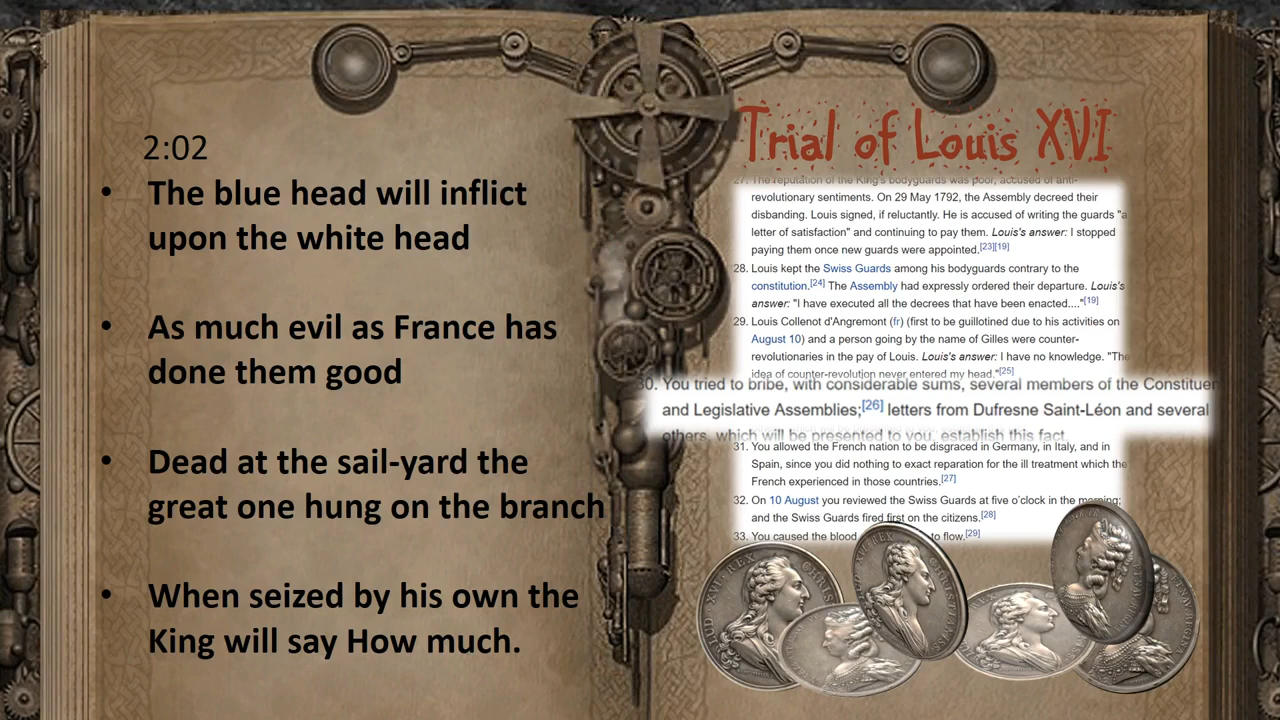 2:02
• The blue head will inflict
upon the white head
• As much evil as France has
done them good
• Dead at the sail-yard the
great one hung on the branch
• When seized by his own the
King will say How much.
Trial of Louis XVI
27. The reputation of the King's bodyguards was poor, accused of anti-
revolutionary sentiments. On 29 May 1792, the Assembly decreed their
disbanding. Louis signed, if reluctantly. He is accused of writing the guards "a
letter of satisfaction" and continuing to pay them. Louis's answer: I stopped
paying them once new guards were appointed.[23][19]
28. Louis kept the Swiss Guards among his bodyguards contrary to the
constitution.[24] The Assembly had expressly ordered their departure. Louis's
answer: "I have executed all the decrees that have been enacted...."[19]
29. Louis Collenot d'Angremont (fr) (first to be guillotined due to his activities on
August 10) and a person going by the name of Gilles were counter-
revolutionaries in the pay of Louis. Louis's answer: I have no knowledge. "The
idea of counter-revolution never entered my head."[25]
30. You tried to bribe, with considerable sums, several members of the Constituen
and Legislative Assemblies;[26] letters from Dufresne Saint-Léon and several
others, which will be presented to you, establish this fact.
31. You allowed the French nation to be disgraced in Germany, in Italy, and in
Spain, since you did nothing to exact reparation for the ill treatment which the
French experienced in those countries.[27]
32. On 10 August you reviewed the Swiss Guards at five o'clock in the morning;
and the Swiss Guards fired first on the citizens.[28]
33. You caused the blood to flow.[29]